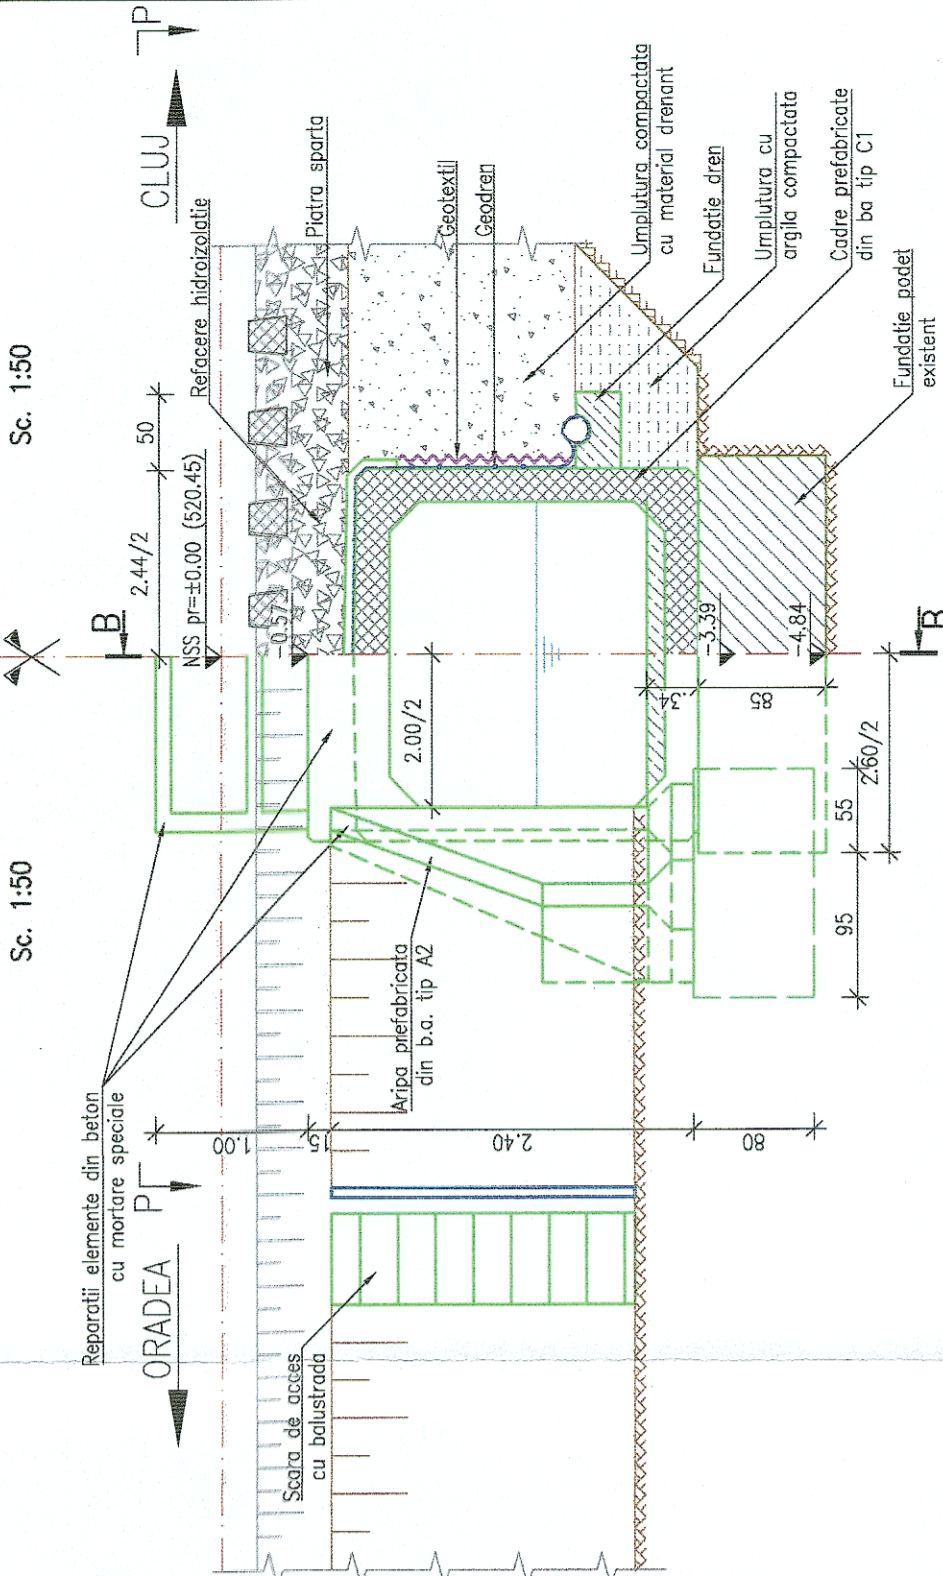 Sc. 1:50
Sc. 1:50
Reparatii elemente din beton
cu mortare speciale
ORADEA
P
CLUJ
P
B
2.44/2
50
NSS pr=±0.00 (520.45)
-0.572
Refacere hidroizolatie
Piatra sparta
Geotextil
Geodren
Umplutura compactata
cu material drenant
Fundatie dren
Umplutura cu
argila compactata
Cadre prefabricate
din ba tip C1
Fundatie podet
existent
Scara de acces
cu balustrada
Aripa prefabricata
din b.a. tip A2
1.00
15
2.40
80
2.00/2
34
85
-3.39
-4.84
95
55
2.60/2
B